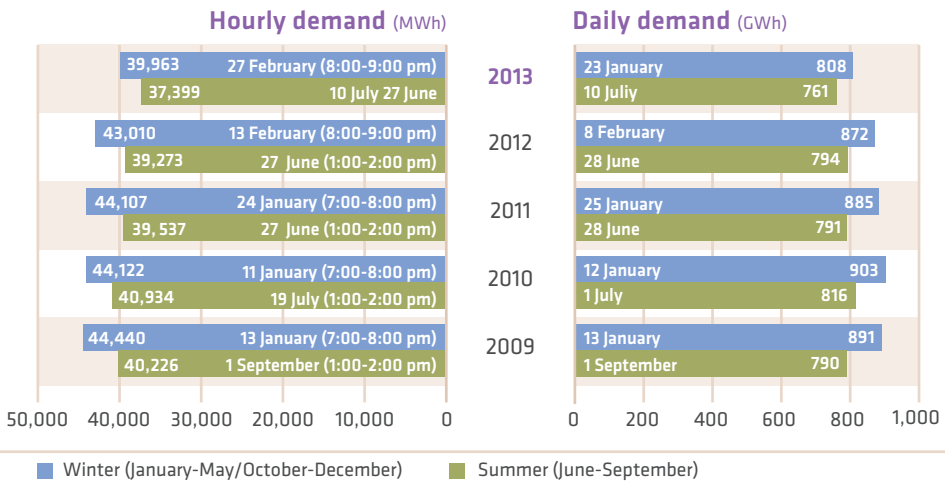 Hourly demand (MWh)
Daily demand (GWh)
39,963 27 February (8:00-9:00 pm)
37,399 10 July 27 June
2013
23 January 808
10 Juliy 761
43,010 13 February (8:00-9:00 pm)
39,273 27 June (1:00-2:00 pm)
2012
8 February 872
28 June 794
44,107 24 January (7:00-8:00 pm)
39,537 27 June (1:00-2:00 pm)
2011
25 January 885
28 June 791
44,122 11 January (7:00-8:00 pm)
40,934 19 July (1:00-2:00 pm)
2010
12 January 903
1 July 816
44,440 13 January (7:00-8:00 pm)
40,226 1 September (1:00-2:00 pm)
2009
13 January 891
1 September 790
50,000 40,000 30,000 20,000 10,000 0
0 200 400 600 800 1,000
Winter (January-May/October-December)
Summer (June-September)